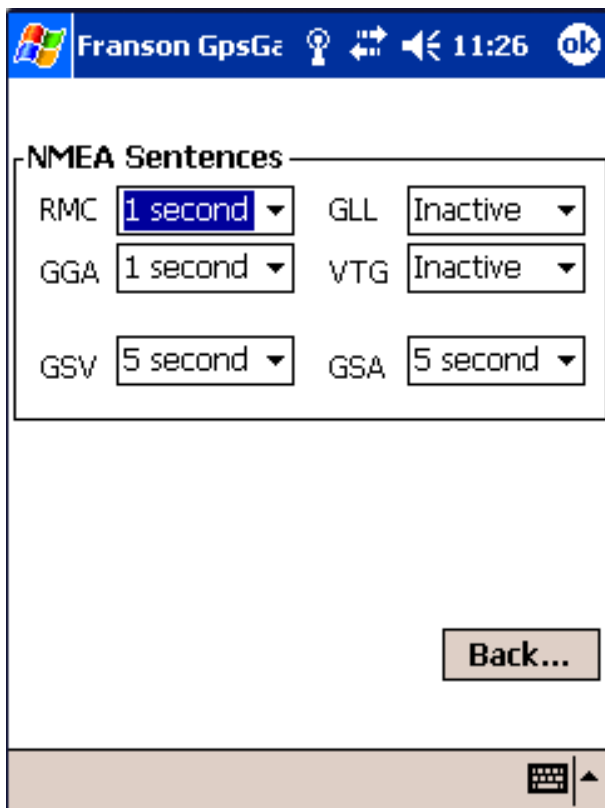 Franson GpsGa 11:26 ok
NMEA Sentences
RMC 1 second GLL Inactive
GGA 1 second VTG Inactive
GSV 5 second GSA 5 second
Back...